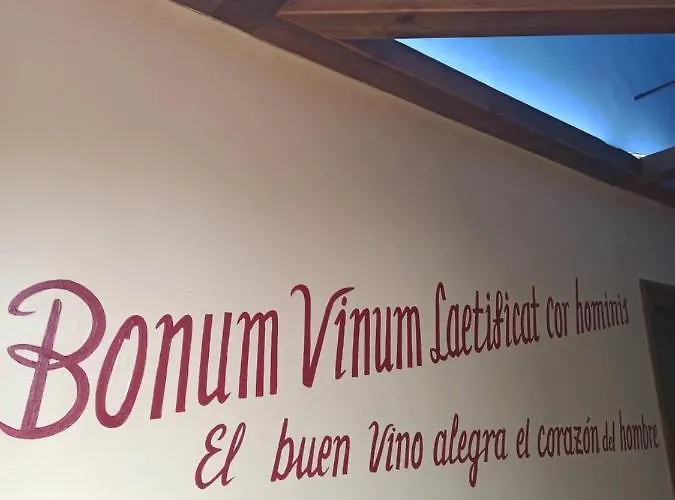 Bonum Vinum Laetificat cor hominis
El buen Vino alegra el corazón del hombre